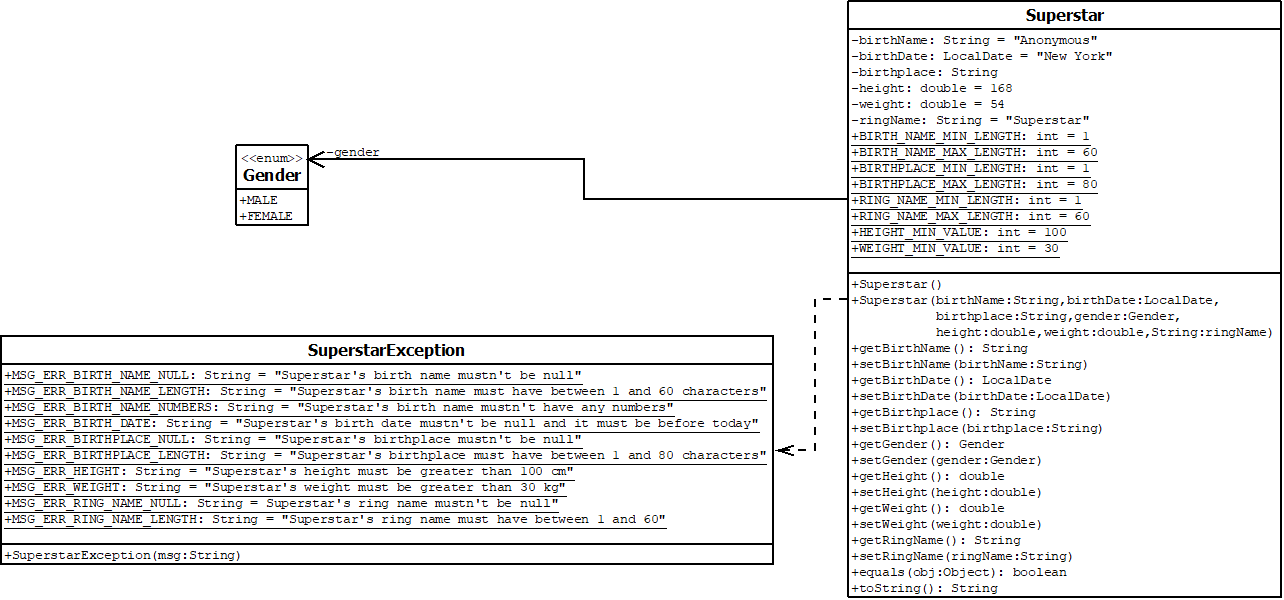 Superstar
-birthName: String = "Anonymous"
-birthDate: LocalDate = "New York"
-birthplace: String
-height: double = 168
-weight: double = 54
-ringName: String = "Superstar"
+BIRTH_NAME_MIN_LENGTH: int = 1
+BIRTH_NAME_MAX_LENGTH: int = 60
+BIRTHPLACE_MIN_LENGTH: int = 1
+BIRTHPLACE_MAX_LENGTH: int = 80
+RING_NAME_MIN_LENGTH: int = 1
+RING_NAME_MAX_LENGTH: int = 60
+HEIGHT_MIN_VALUE: int = 100
+WEIGHT_MIN_VALUE: int = 30
+Superstar()
+Superstar(birthName:String,birthDate:LocalDate,
birthplace:String,gender:Gender,
height:double,weight:double,String:ringName)
+getBirthName(): String
+setBirthName(birthName:String)
+getBirthDate(): LocalDate
+setBirthDate(birthDate:LocalDate)
+getBirthplace(): String
+setBirthplace(birthplace:String)
+getGender(): Gender
+setGender(gender:Gender)
+getHeight(): double
+setHeight(height:double)
+getWeight(): double
+setWeight(weight:double)
+getRingName(): String
+setRingName(ringName:String)
+equals(obj:Object): boolean
+toString(): String
-gender
<<enum>>
Gender
+MALE
+FEMALE
SuperstarException
+MSG_ERR_BIRTH_NAME_NULL: String = "Superstar's birth name mustn't be null"
+MSG_ERR_BIRTH_NAME_LENGTH: String = "Superstar's birth name must have between 1 and 60 characters"
+MSG_ERR_BIRTH_NAME_NUMBERS: String = "Superstar's birth name mustn't have any numbers"
+MSG_ERR_BIRTH_DATE: String = "Superstar's birth date mustn't be null and it must be before today"
+MSG_ERR_BIRTHPLACE_NULL: String = "Superstar's birthplace mustn't be null"
+MSG_ERR_BIRTHPLACE_LENGTH: String = "Superstar's birthplace must have between 1 and 80 characters"
+MSG_ERR_HEIGHT: String = "Superstar's height must be greater than 100 cm"
+MSG_ERR_WEIGHT: String = "Superstar's weight must be greater than 30 kg"
+MSG_ERR_RING_NAME_NULL: String = Superstar's ring name mustn't be null"
+MSG_ERR_RING_NAME_LENGTH: String = "Superstar's ring name must have between 1 and 60"
+SuperstarException(msg:String)